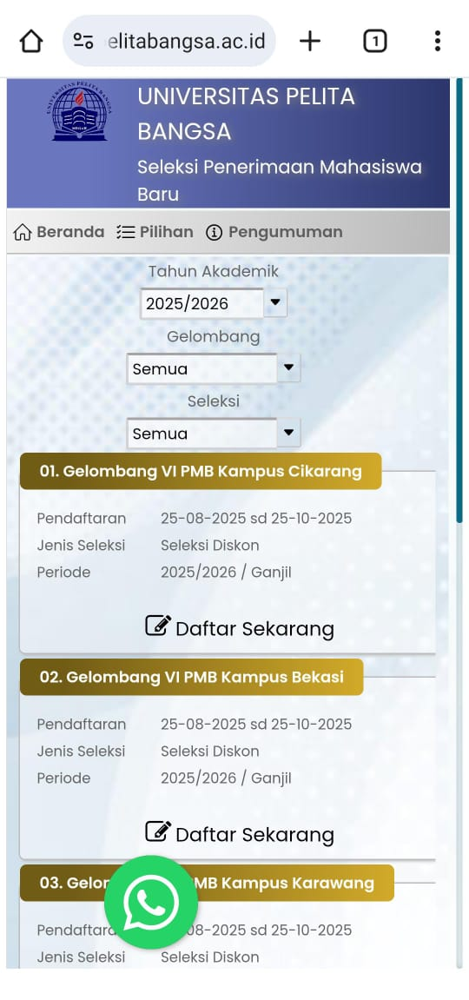 elitabangsa.ac.id
1
UNIVERSITAS PELITA BANGSA
UNIVERSITAS PELITA
BANGSA
Seleksi Penerimaan Mahasiswa
Baru
Beranda Pilihan Pengumuman
Tahun Akademik
2025/2026
Gelombang
Semua
Seleksi
Semua
01. Gelombang VI PMB Kampus Cikarang
Pendaftaran 25-08-2025 sd 25-10-2025
Jenis Seleksi Seleksi Diskon
Periode 2025/2026 / Ganjil
Daftar Sekarang
02. Gelombang VI PMB Kampus Bekasi
Pendaftaran 25-08-2025 sd 25-10-2025
Jenis Seleksi Seleksi Diskon
Periode 2025/2026 / Ganjil
Daftar Sekarang
03. Gelor MB Kampus Karawang
Pendaftara 08-2025 sd 25-10-2025
Jenis Seleksi Seleksi Diskon